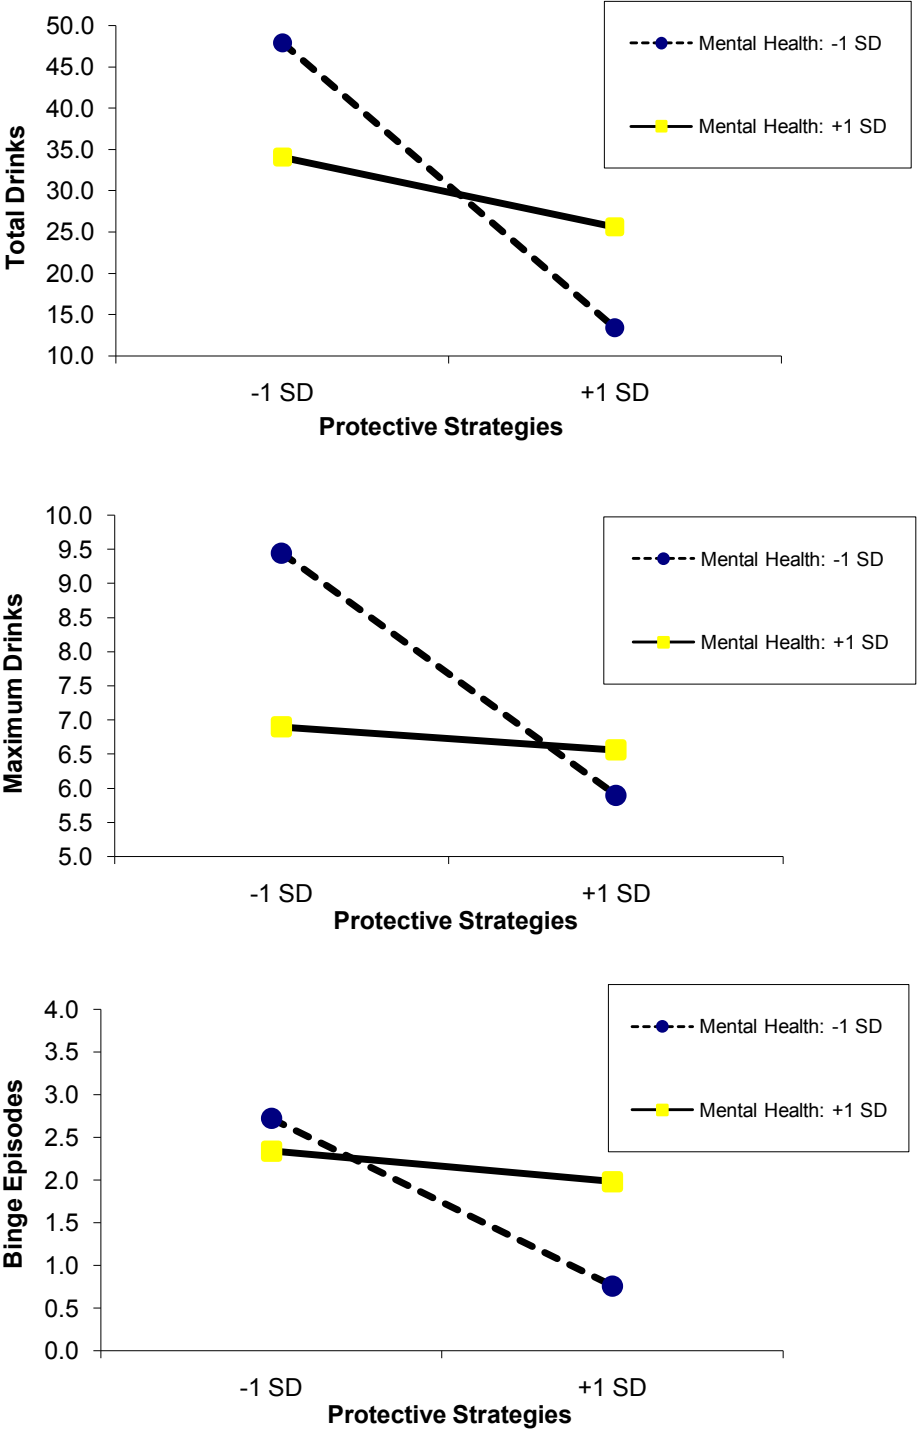 50.0
45.0
40.0
35.0
30.0
25.0
20.0
15.0
10.0
Total Drinks
-1 SD
+1 SD
Protective Strategies
Mental Health: -1 SD
Mental Health: +1 SD
10.0
9.5
9.0
8.5
8.0
7.5
7.0
6.5
6.0
5.5
5.0
Maximum Drinks
-1 SD
+1 SD
Protective Strategies
Mental Health: -1 SD
Mental Health: +1 SD
4.0
3.5
3.0
2.5
2.0
1.5
1.0
0.5
0.0
Binge Episodes
-1 SD
+1 SD
Protective Strategies
Mental Health: -1 SD
Mental Health: +1 SD